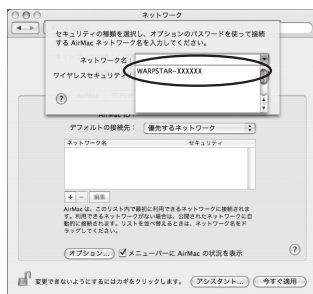 ネットワーク
セキュリティの種類を選択し、オプションのパスワードを使って接続
する AirMac ネットワーク名を入力してください。
ネットワーク名：
ワイヤレスセキュリティ
WARPSTAR-XXXXXX
デフォルトの接続先： 優先するネットワーク
ネットワーク名 セキュリティ
+ − 編集
AirMac は、このリスト内で最初に利用できるネットワークに接続されま
す。利用できるネットワークがない場合は、公開されたネットワークに自
動的に接続されます。リストを並べ替えるときは、ネットワーク名をド
ラッグしてください。
オプション... メニューバーに AirMac の状況を表示
変更できないようにするにはカギをクリックします。 アシスタント... 今すぐ適用